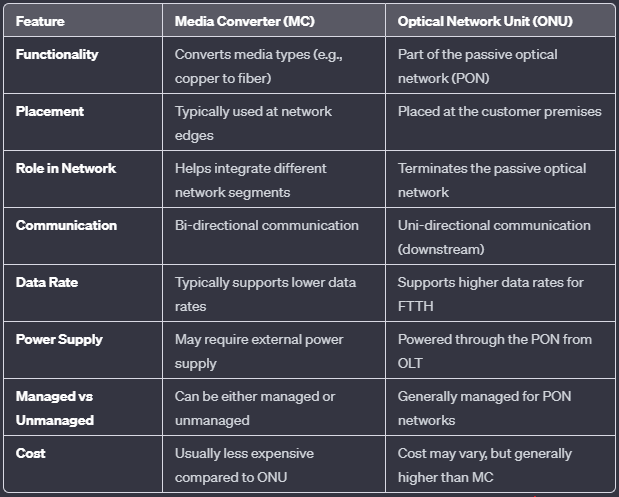 Feature Media Converter (MC) Optical Network Unit (ONU)
Functionality Converts media types (e.g., Part of the passive optical
copper to fiber) network (PON)
Placement Typically used at network Placed at the customer premises
edges
Role in Network Helps integrate different Terminates the passive optical
network segments network
Communication Bi-directional communication Uni-directional communication
(downstream)
Data Rate Typically supports lower data Supports higher data rates for
rates FTTH
Power Supply May require external power Powered through the PON from
supply OLT
Managed vs Can be either managed or Generally managed for PON
Unmanaged unmanaged networks
Cost Usually less expensive Cost may vary, but generally
compared to ONU higher than MC